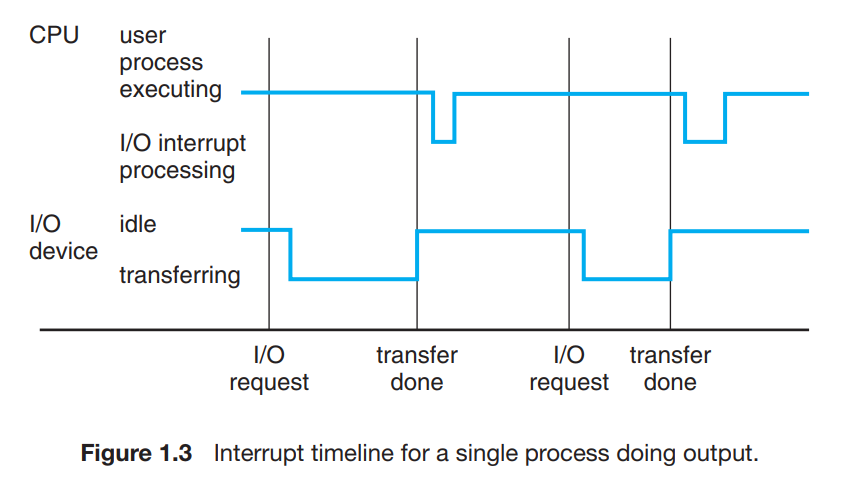 CPU
user
process
executing
I/O interrupt
processing
I/O
device
idle
transferring
I/O
request
transfer
done
I/O
request
transfer
done
Figure 1.3 Interrupt timeline for a single process doing output.